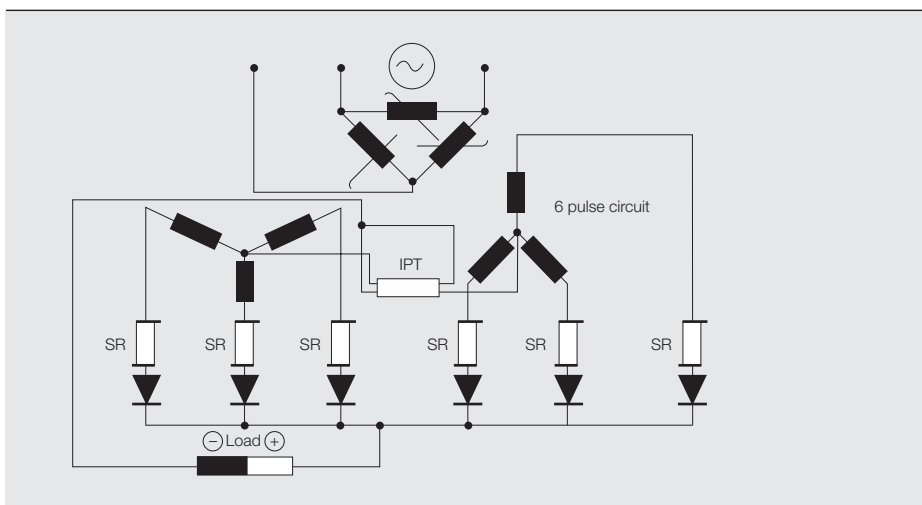 6 pulse circuit
IPT
SR SR SR SR SR SR
− Load +